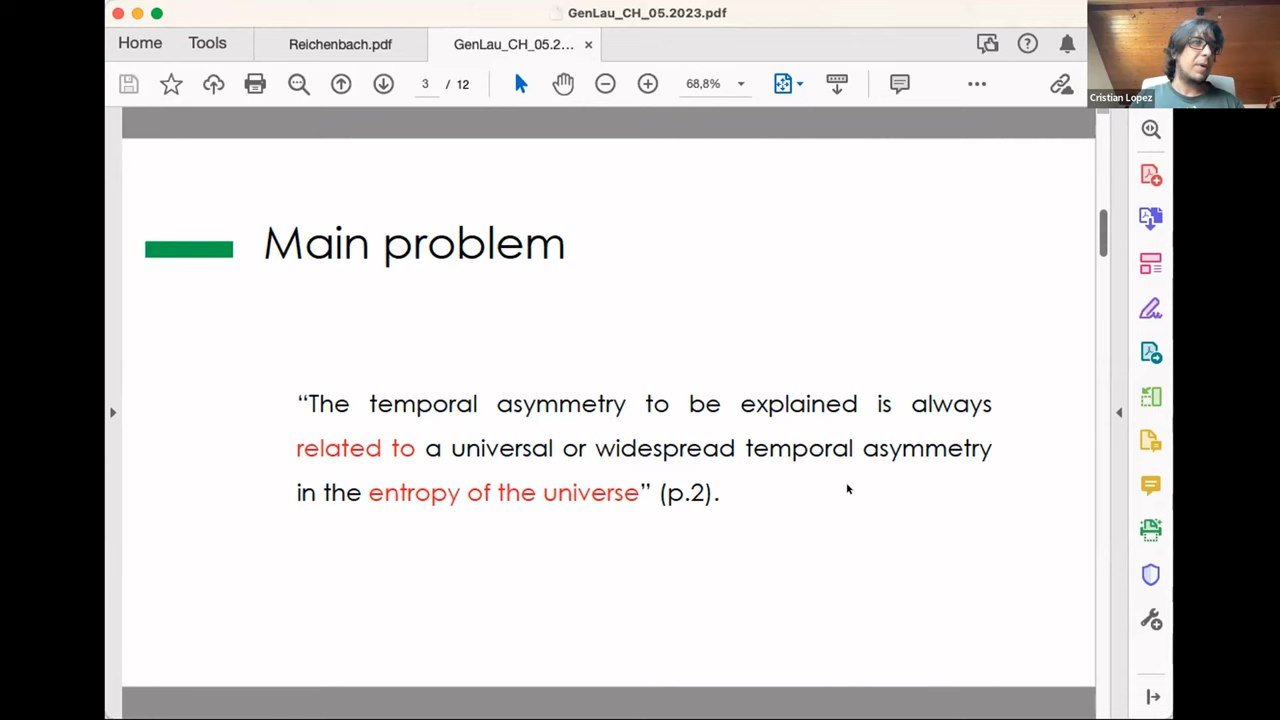 GenLau_CH_05.2023.pdf
Home Tools Reichenbach.pdf GenLau_CH_05.2... ×
3 / 12 68,8%
Cristian Lopez
Main problem
“The temporal asymmetry to be explained is always
related to a universal or widespread temporal asymmetry
in the entropy of the universe” (p.2).